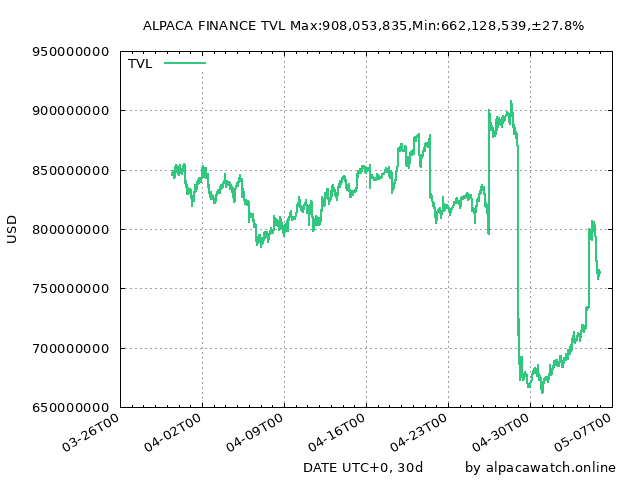 ALPACA FINANCE TVL Max:908,053,835,Min:662,128,539,±27.8%
950000000
TVL
900000000
850000000
800000000
750000000
700000000
650000000
USD
03-26T00 04-02T00 04-09T00 04-16T00 04-23T00 04-30T00 05-07T00
DATE UTC+0, 30d by alpacawatch.online